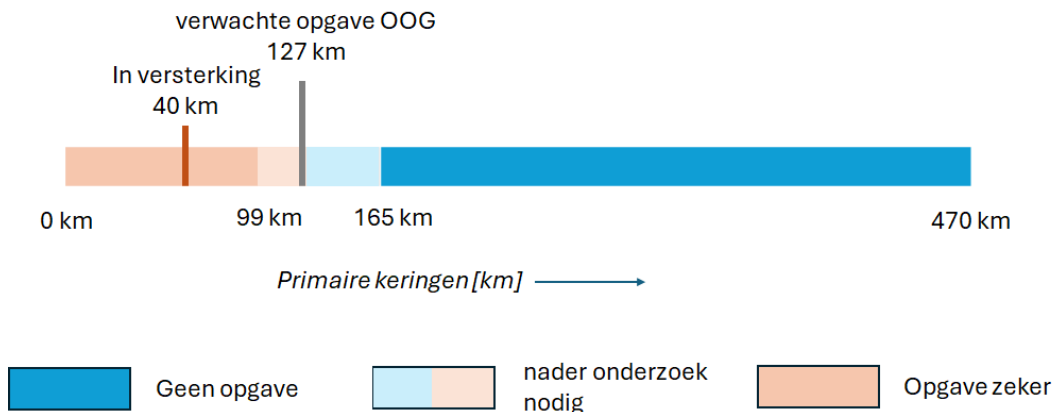 verwachte opgave OOG
127 km
In versterking
40 km
0 km
99 km
165 km
470 km
Primaire keringen [km]
Geen opgave
nader onderzoek
nodig
Opgave zeker